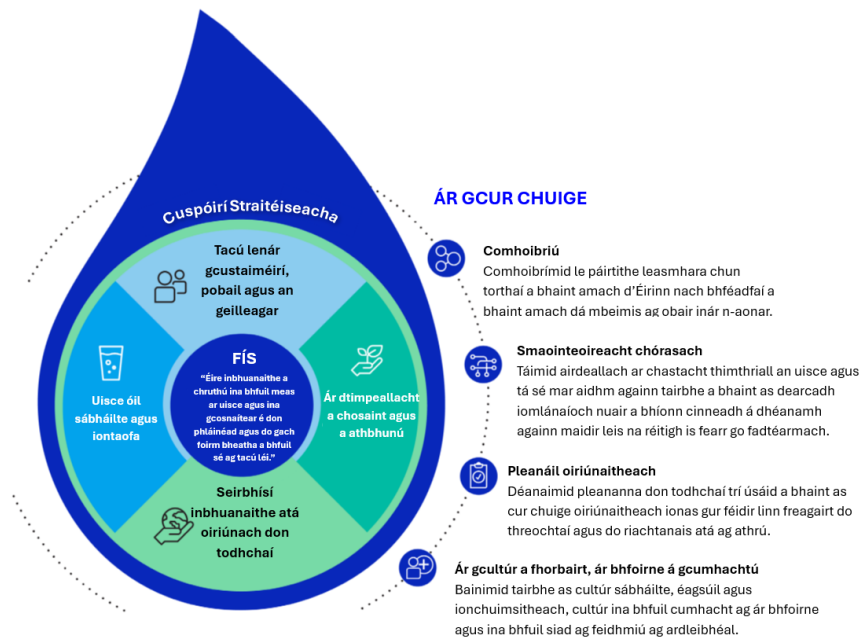 Cuspóirí Straitéiseacha
Tacú lenár
gcustaiméirí,
pobail agus an
geilleagar
Uisce óil
sábháilte agus
iontaofa
FÍS
“Éire inbhuanaithe a
chruthú ina bhfuil meas
ar uisce agus ina
gcosnaítear é don
phláinéad agus do gach
foirm bheatha a bhfuil
sé ag tacú léi.”
Ár dtimpeallacht
a chosaint agus
a athbhunú
Seirbhísí
inbhuanaithe atá
oiriúnach don
todhchaí
ÁR GCUR CHUIGE
Comhoibriú
Comhoibrímid le páirtithe leasmhara chun
torthaí a bhaint amach d’Éirinn nach bhféadfaí a
bhaint amach dá mbeimis ag obair inár n-aonar.
Smaointeoireacht chórasach
Táimid airdeallach ar chastacht thimthriall an uisce agus
tá sé mar aidhm againn tairbhe a bhaint as dearcadh
iomlánaíoch nuair a bhíonn cinneadh á dhéanamh
againn maidir leis na réitigh is fearr go fadtéarmach.
Pleanáil oiriúnaitheach
Déanaimid pleananna don todhchaí trí úsáid a bhaint as
cur chuige oiriúnaitheach ionas gur féidir linn freagairt do
threochtaí agus do riachtanais atá ag athrú.
Ár gcultúr a fhorbairt, ár bhfoirne á gcumhachtú
Bainimid tairbhe as cultúr sábháilte, éagsúil agus
ionchuimsitheach, cultúr ina bhfuil cumhacht ag ár bhfoirne
agus ina bhfuil siad ag feidhmiú ag ardleibhéal.